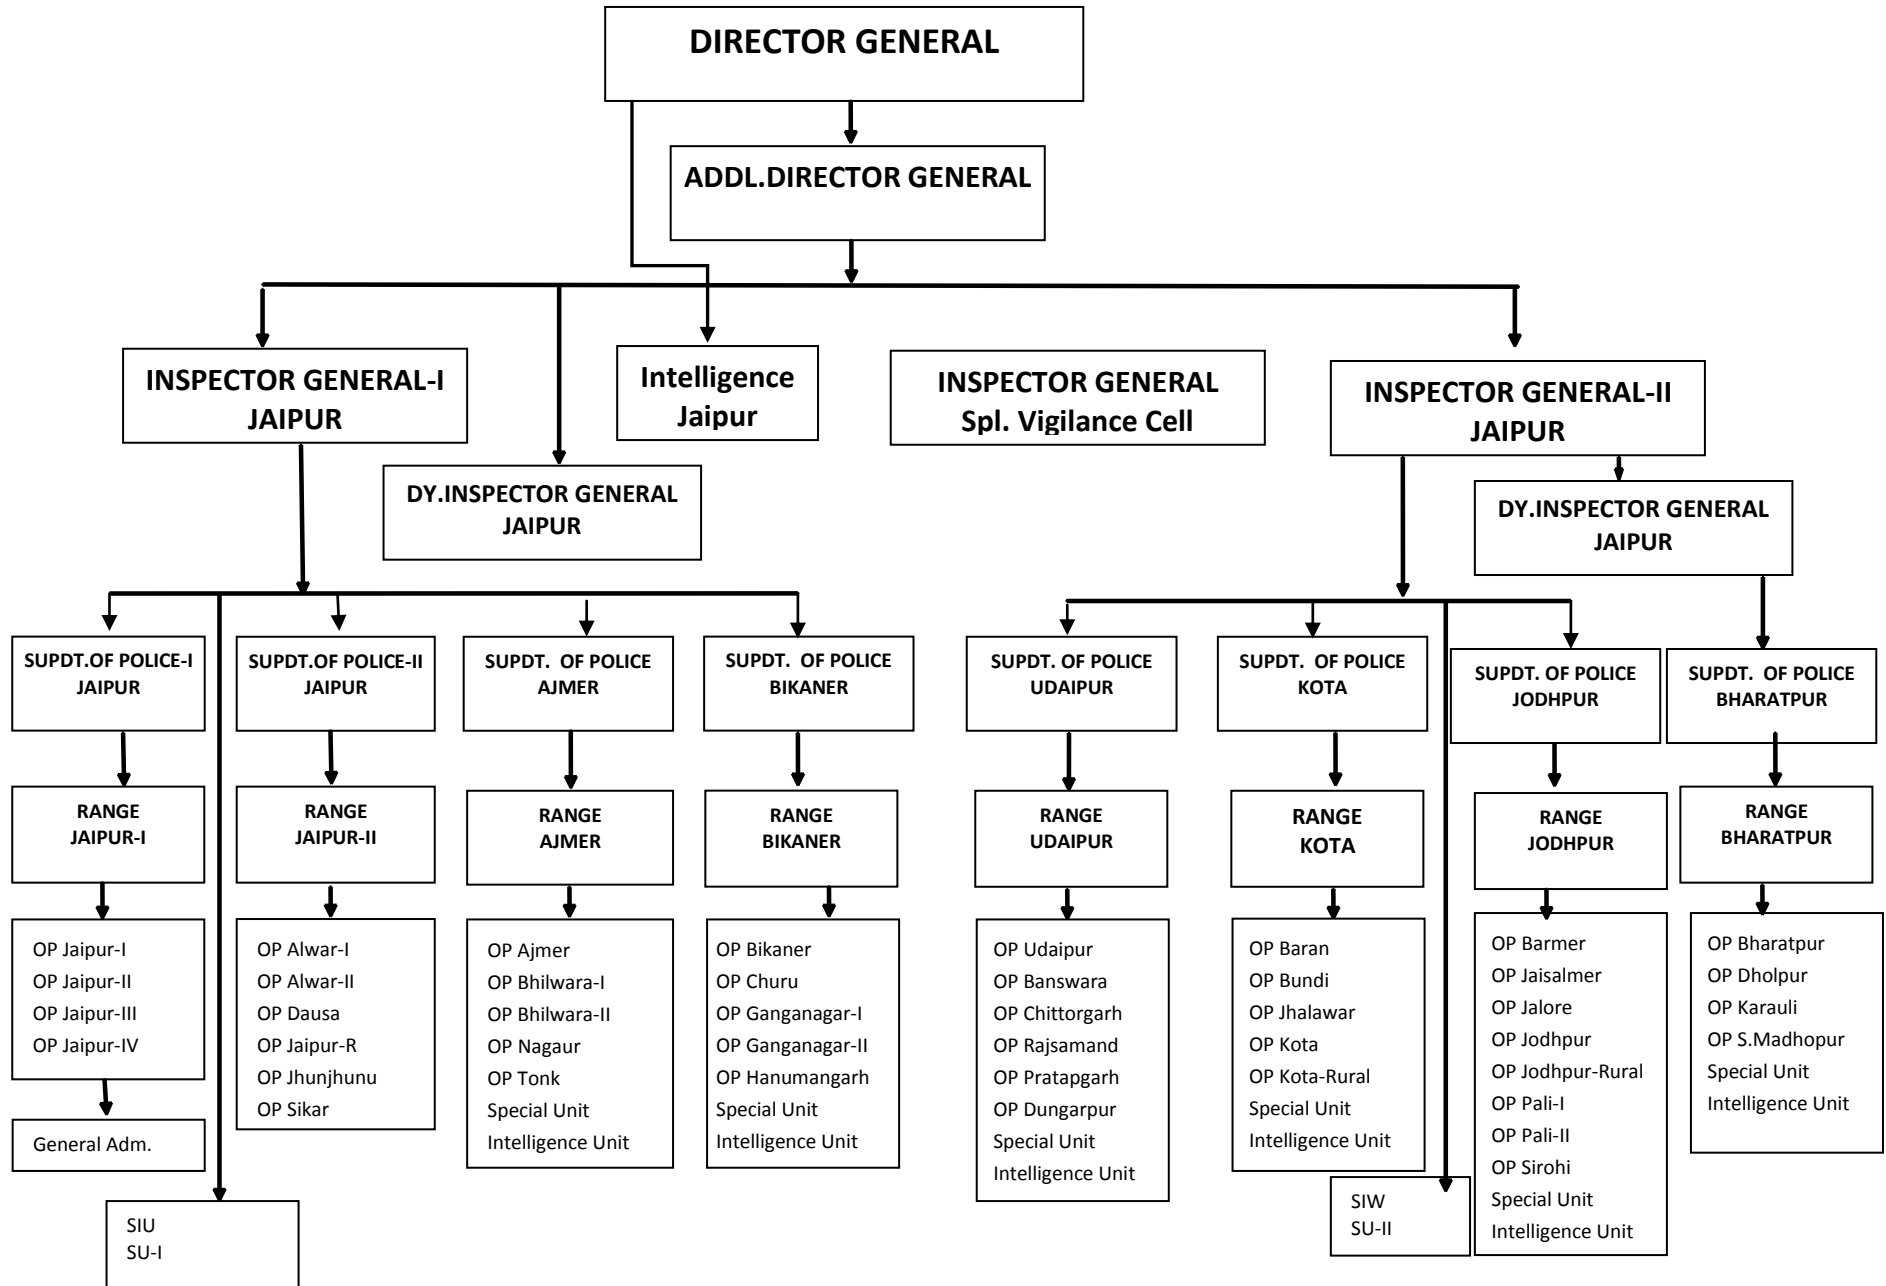 DIRECTOR GENERAL
ADDL.DIRECTOR GENERAL
INSPECTOR GENERAL-I
JAIPUR
Intelligence
Jaipur
INSPECTOR GENERAL
Spl. Vigilance Cell
INSPECTOR GENERAL-II
JAIPUR
DY.INSPECTOR GENERAL
JAIPUR
DY.INSPECTOR GENERAL
JAIPUR
SUPDT.OF POLICE-I
JAIPUR
SUPDT.OF POLICE-II
JAIPUR
SUPDT. OF POLICE
AJMER
SUPDT. OF POLICE
BIKANER
SUPDT. OF POLICE
UDAIPUR
SUPDT. OF POLICE
KOTA
SUPDT. OF POLICE
JODHPUR
SUPDT. OF POLICE
BHARATPUR
RANGE
JAIPUR-I
RANGE
JAIPUR-II
RANGE
AJMER
RANGE
BIKANER
RANGE
UDAIPUR
RANGE
KOTA
RANGE
JODHPUR
RANGE
BHARATPUR
OP Jaipur-I
OP Jaipur-II
OP Jaipur-III
OP Jaipur-IV
General Adm.
OP Alwar-I
OP Alwar-II
OP Dausa
OP Jaipur-R
OP Jhunjhunu
OP Sikar
OP Ajmer
OP Bhilwara-I
OP Bhilwara-II
OP Nagaur
OP Tonk
Special Unit
Intelligence Unit
OP Bikaner
OP Churu
OP Ganganagar-I
OP Ganganagar-II
OP Hanumangarh
Special Unit
Intelligence Unit
OP Udaipur
OP Banswara
OP Chittorgarh
OP Rajsamand
OP Pratapgarh
OP Dungarpur
Special Unit
Intelligence Unit
OP Baran
OP Bundi
OP Jhalawar
OP Kota
OP Kota-Rural
Special Unit
Intelligence Unit
OP Barmer
OP Jaisalmer
OP Jalore
OP Jodhpur
OP Jodhpur-Rural
OP Pali-I
OP Pali-II
OP Sirohi
Special Unit
Intelligence Unit
OP Bharatpur
OP Dholpur
OP Karauli
OP S.Madhopur
Special Unit
Intelligence Unit
SIU
SU-I
SIW
SU-II